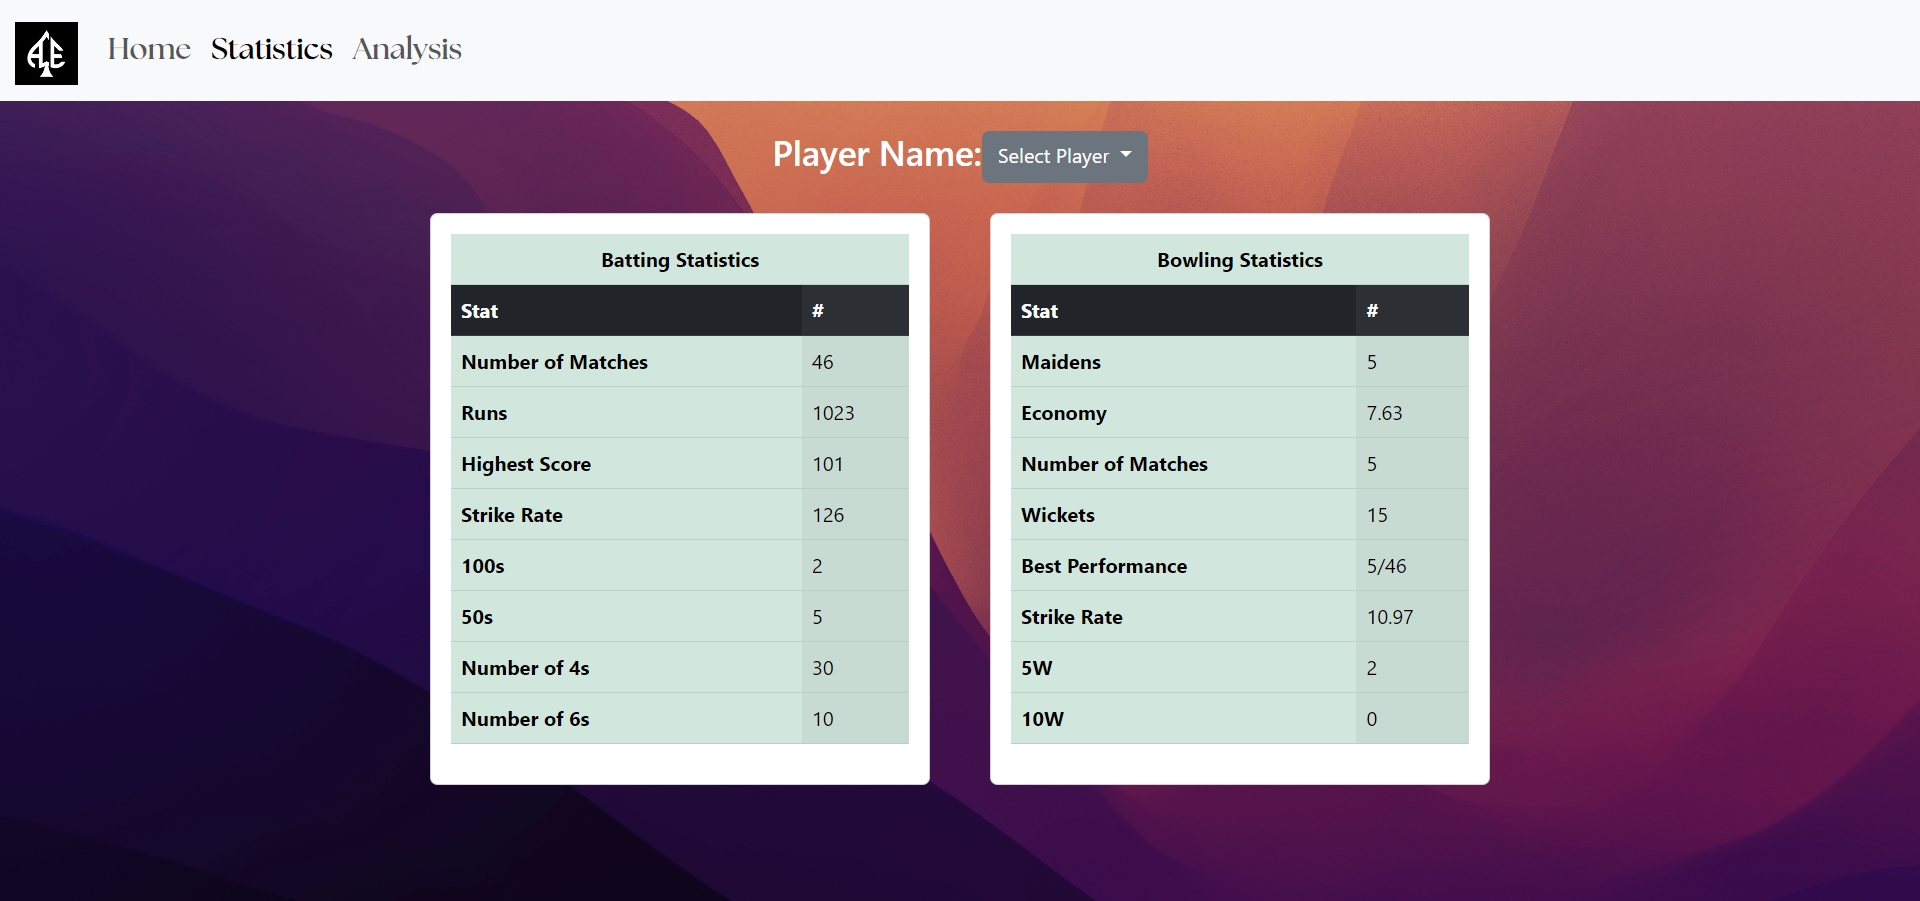 AE
Home Statistics Analysis
Player Name: Select Player
Batting Statistics
Stat #
Number of Matches 46
Runs 1023
Highest Score 101
Strike Rate 126
100s 2
50s 5
Number of 4s 30
Number of 6s 10
Bowling Statistics
Stat #
Maidens 5
Economy 7.63
Number of Matches 5
Wickets 15
Best Performance 5/46
Strike Rate 10.97
5W 2
10W 0